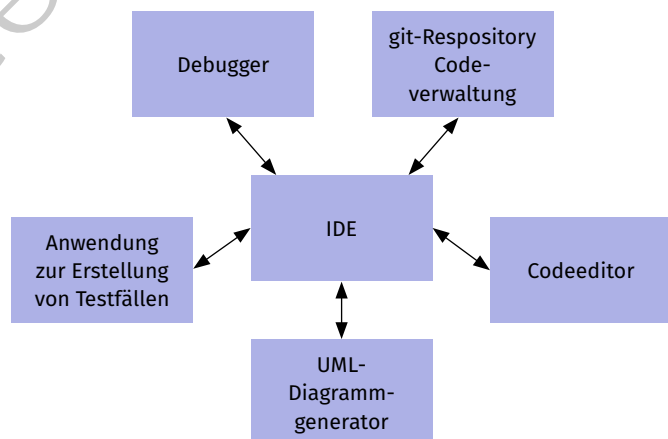 Debugger
git-Respository
Code-
verwaltung
IDE
Anwendung
zur Erstellung
von Testfällen
Codeeditor
UML-
Diagramm-
generator